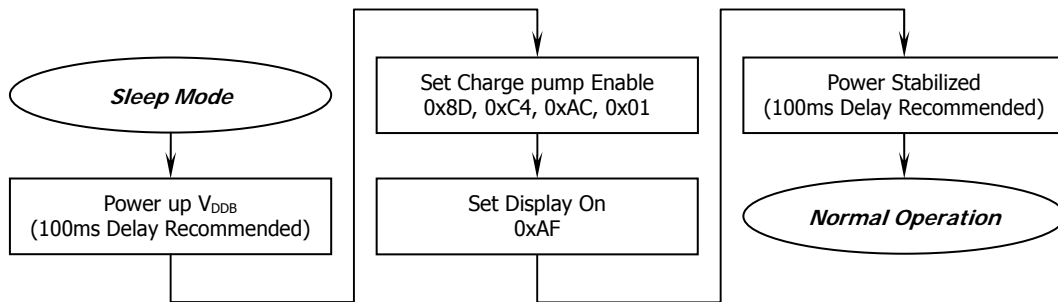 Sleep Mode
Power up VDDB
(100ms Delay Recommended)
Set Charge pump Enable
0x8D, 0xC4, 0xAC, 0x01
Set Display On
0xAF
Power Stabilized
(100ms Delay Recommended)
Normal Operation